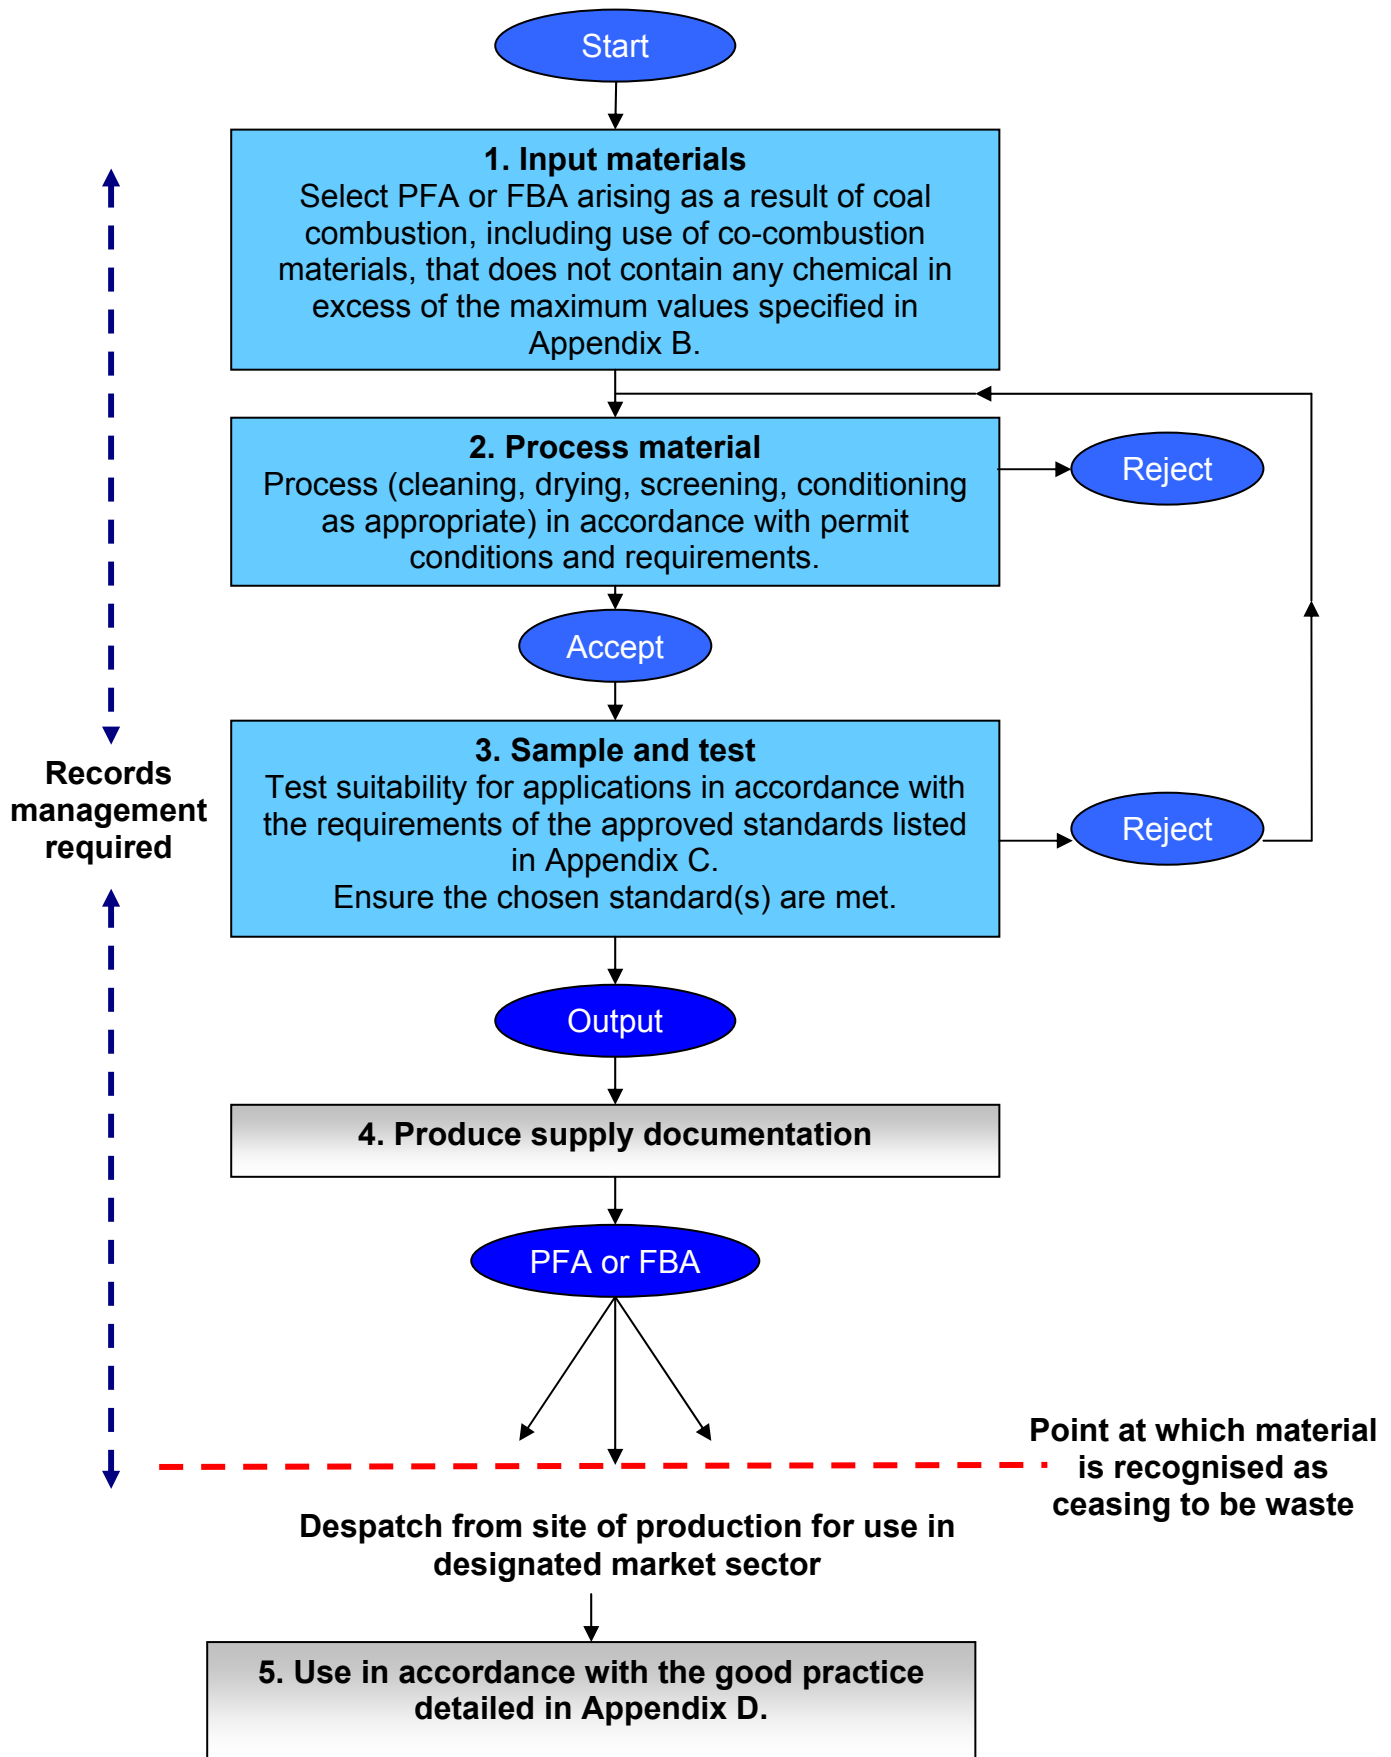 Start
1. Input materials
Select PFA or FBA arising as a result of coal
combustion, including use of co-combustion
materials, that does not contain any chemical in
excess of the maximum values specified in
Appendix B.
2. Process material
Process (cleaning, drying, screening, conditioning
as appropriate) in accordance with permit
conditions and requirements.
Reject
Accept
3. Sample and test
Test suitability for applications in accordance with
the requirements of the approved standards listed
in Appendix C.
Ensure the chosen standard(s) are met.
Reject
Records
management
required
Output
4. Produce supply documentation
PFA or FBA
Point at which material
is recognised as
ceasing to be waste
Despatch from site of production for use in
designated market sector
5. Use in accordance with the good practice
detailed in Appendix D.